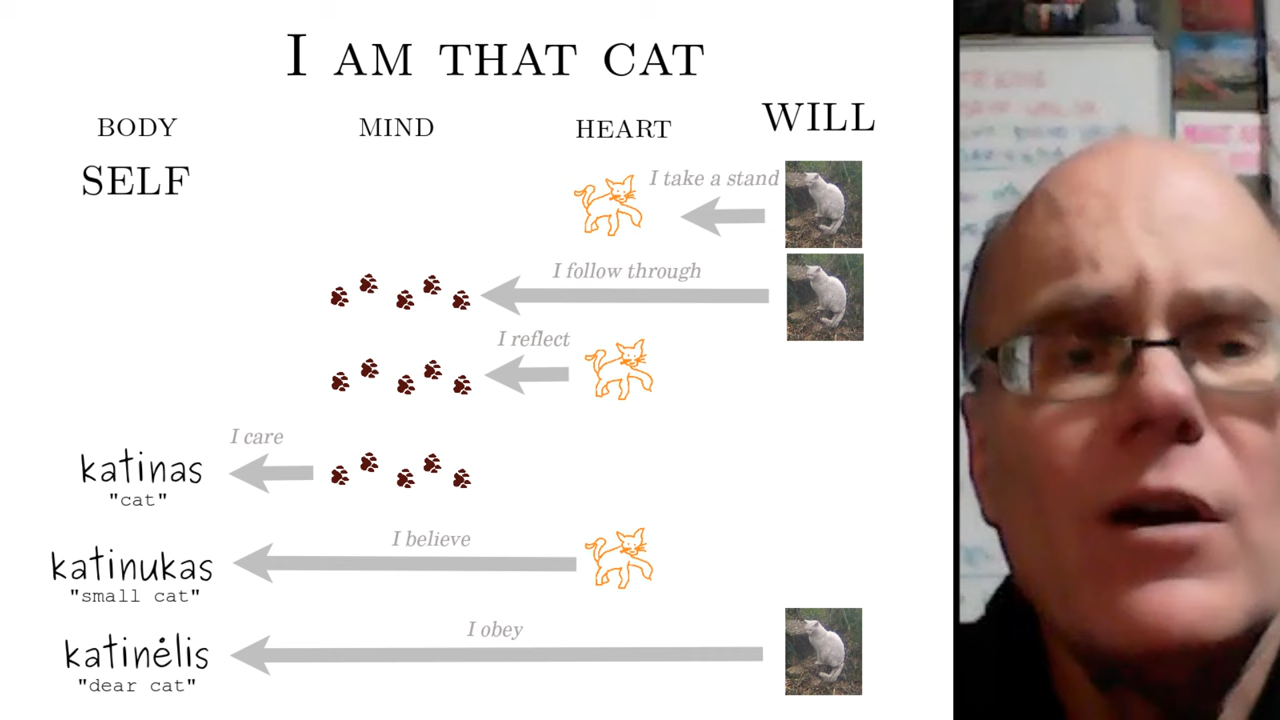 I AM THAT CAT
BODY MIND HEART WILL
SELF
I take a stand
I follow through
I reflect
I care
katinas
"cat"
I believe
katinukas
"small cat"
I obey
katinėlis
"dear cat"